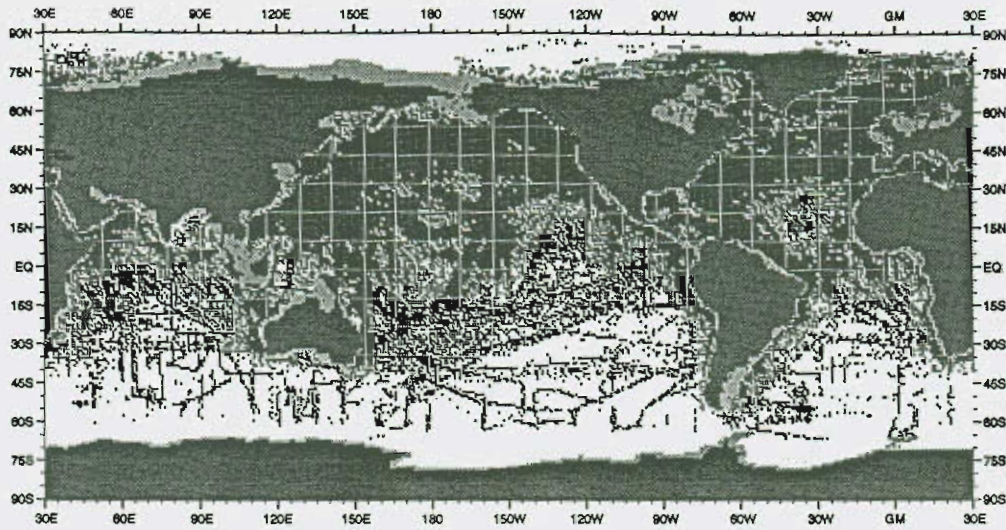 30E 60E 90E 120E 150E 180 150W 120W 90W 60W 30W GM 30E
90N 90N
75N 75N
60N 60N
45N 45N
30N 30N
15N 15N
EQ EQ
15S 15S
30S 30S
45S 45S
60S 60S
75S 75S
90S 90S
30E 60E 90E 120E 150E 180 150W 120W 90W 60W 30W GM 30E